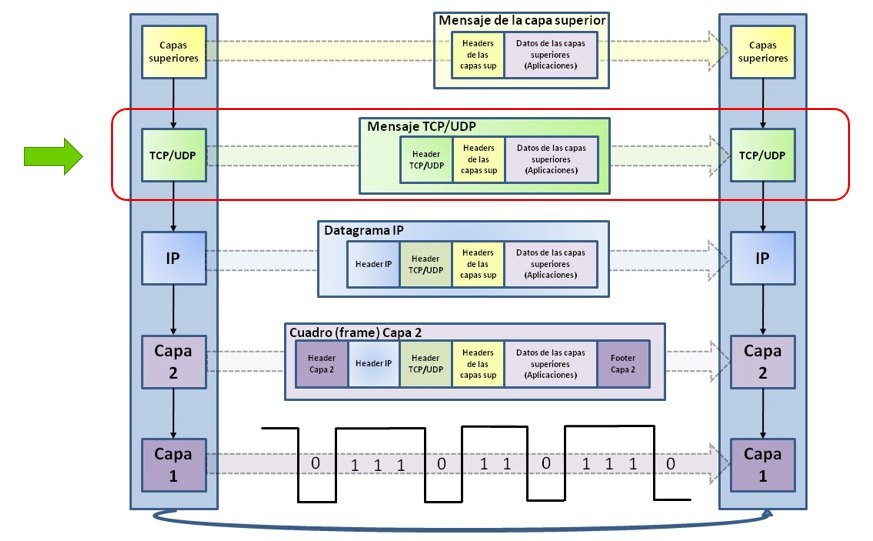 Mensaje de la capa superior
Capas
superiores
Headers
de las
capas sup
Datos de las capas
superiores
(Aplicaciones)
Capas
superiores
Mensaje TCP/UDP
TCP/UDP
Header
TCP/UDP
Headers
de las
capas sup
Datos de las capas
superiores
(Aplicaciones)
TCP/UDP
Datagrama IP
IP
Header IP
Header
TCP/UDP
Headers
de las
capas sup
Datos de las capas
superiores
(Aplicaciones)
IP
Cuadro (frame) Capa 2
Capa
2
Header
Capa 2
Header IP
Header
TCP/UDP
Headers
de las
capas sup
Datos de las capas
superiores
(Aplicaciones)
Footer
Capa 2
Capa
2
Capa
1
0 1 1 1 0 1 1 0 1 1 1 0
Capa
1